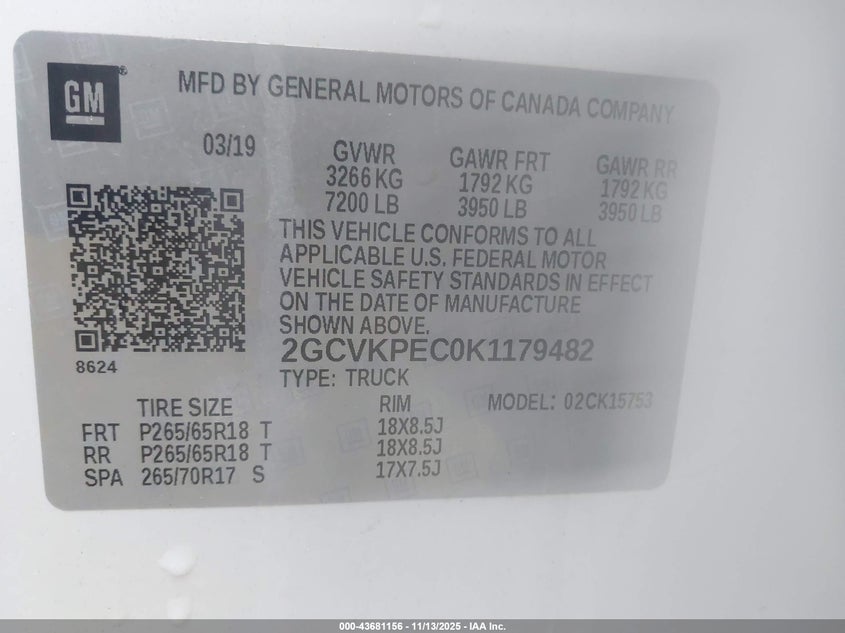 GM
MFD BY GENERAL MOTORS OF CANADA COMPANY
03/19
GVWR GAWR FRT GAWR RR
3266 KG 1792 KG 1792 KG
7200 LB 3950 LB 3950 LB
THIS VEHICLE CONFORMS TO ALL
APPLICABLE U.S. FEDERAL MOTOR
VEHICLE SAFETY STANDARDS IN EFFECT
ON THE DATE OF MANUFACTURE
SHOWN ABOVE.
2GCVKPEC0K1179482
8624
TYPE: TRUCK
TIRE SIZE RIM MODEL: 02CK15753
FRT P265/65R18 T 18X8.5J
RR P265/65R18 T 18X8.5J
SPA 265/70R17 S 17X7.5J
000-43681156 - 11/13/2025 - IAA Inc.